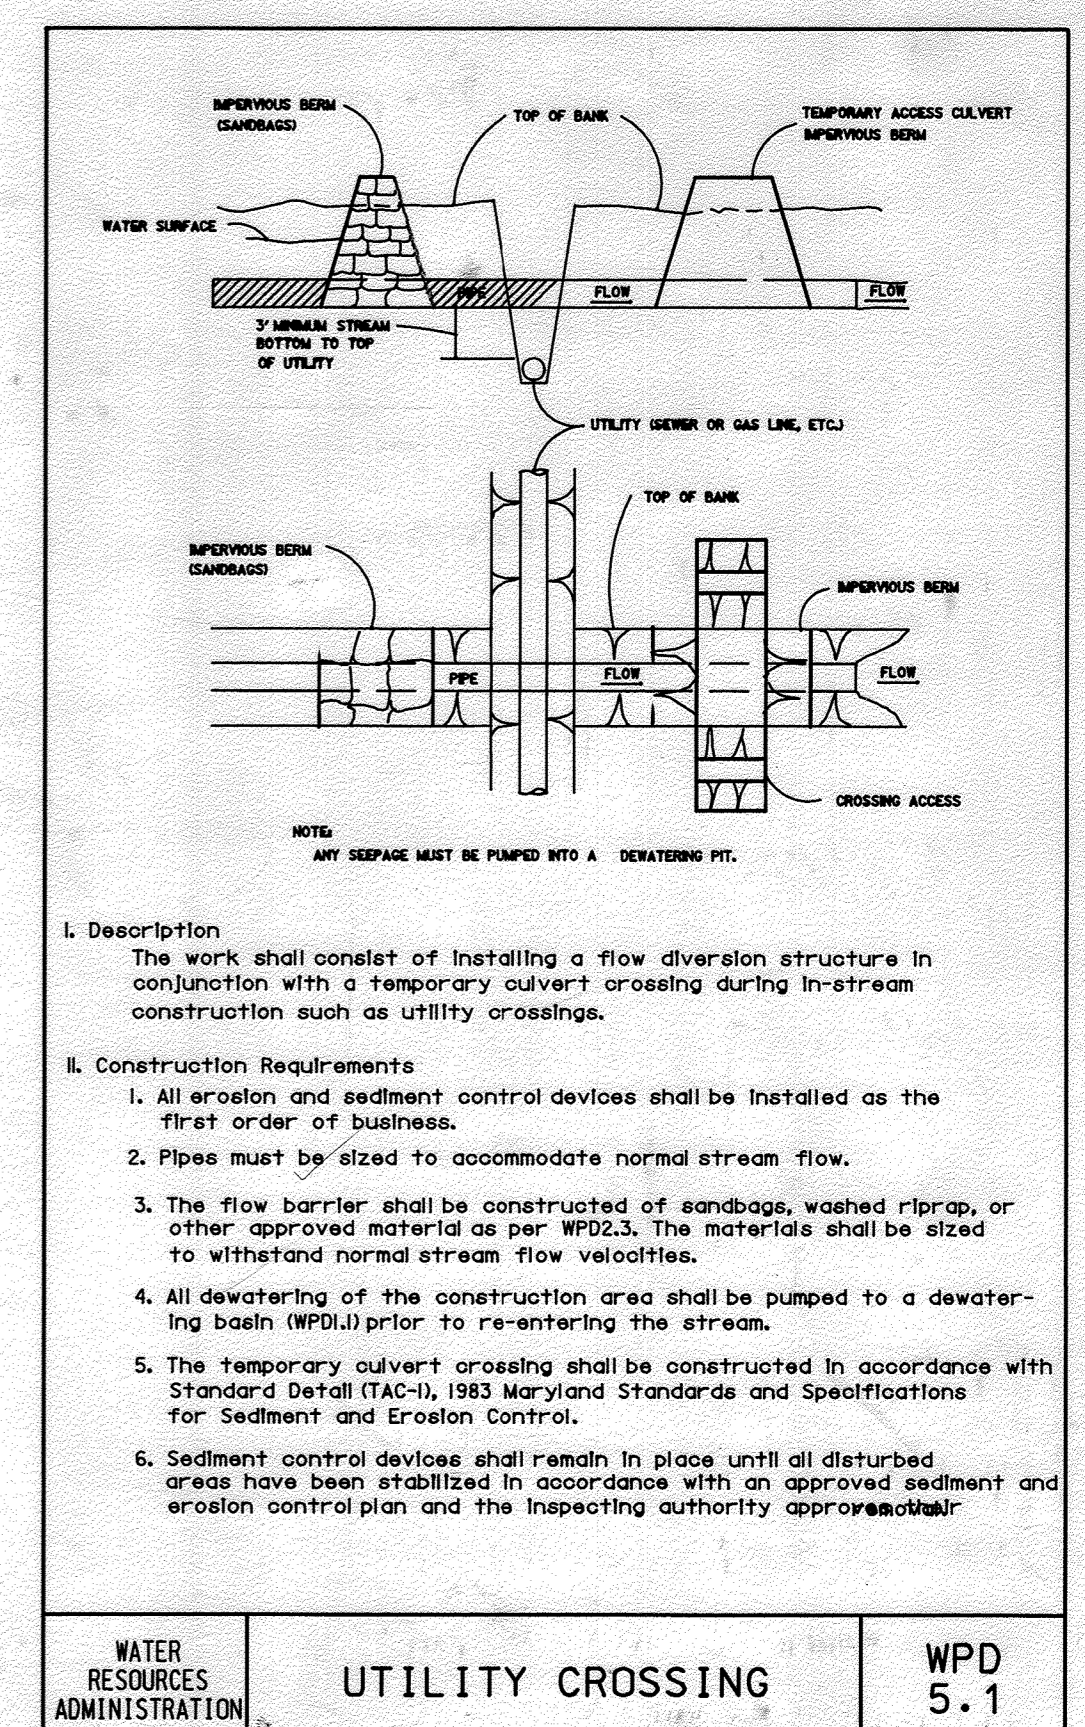 IMPERVIOUS BERM
(SANDBAGS)
TOP OF BANK
TEMPORARY ACCESS CULVERT
IMPERVIOUS BERM
WATER SURFACE
PIPE
FLOW
FLOW
3' MINIMUM STREAM
BOTTOM TO TOP
OF UTILITY
UTILITY (SEWER OR GAS LINE, ETC.)
TOP OF BANK
IMPERVIOUS BERM
(SANDBAGS)
IMPERVIOUS BERM
PIPE
FLOW
FLOW
CROSSING ACCESS
NOTE:
ANY SEEPAGE MUST BE PUMPED INTO A DEWATERING PIT.
I. Description
The work shall consist of installing a flow diversion structure in
conjunction with a temporary culvert crossing during in-stream
construction such as utility crossings.
II. Construction Requirements
1. All erosion and sediment control devices shall be installed as the
first order of business.
2. Pipes must be sized to accommodate normal stream flow.
3. The flow barrier shall be constructed of sandbags, washed riprap, or
other approved material as per WPD2.3. The materials shall be sized
to withstand normal stream flow velocities.
4. All dewatering of the construction area shall be pumped to a dewater-
ing basin (WPD1.1) prior to re-entering the stream.
5. The temporary culvert crossing shall be constructed in accordance with
Standard Detail (TAC-1), 1983 Maryland Standards and Specifications
for Sediment and Erosion Control.
6. Sediment control devices shall remain in place until all disturbed
areas have been stabilized in accordance with an approved sediment and
erosion control plan and the inspecting authority approves their removal
WATER
RESOURCES
ADMINISTRATION
UTILITY CROSSING
WPD
5.1